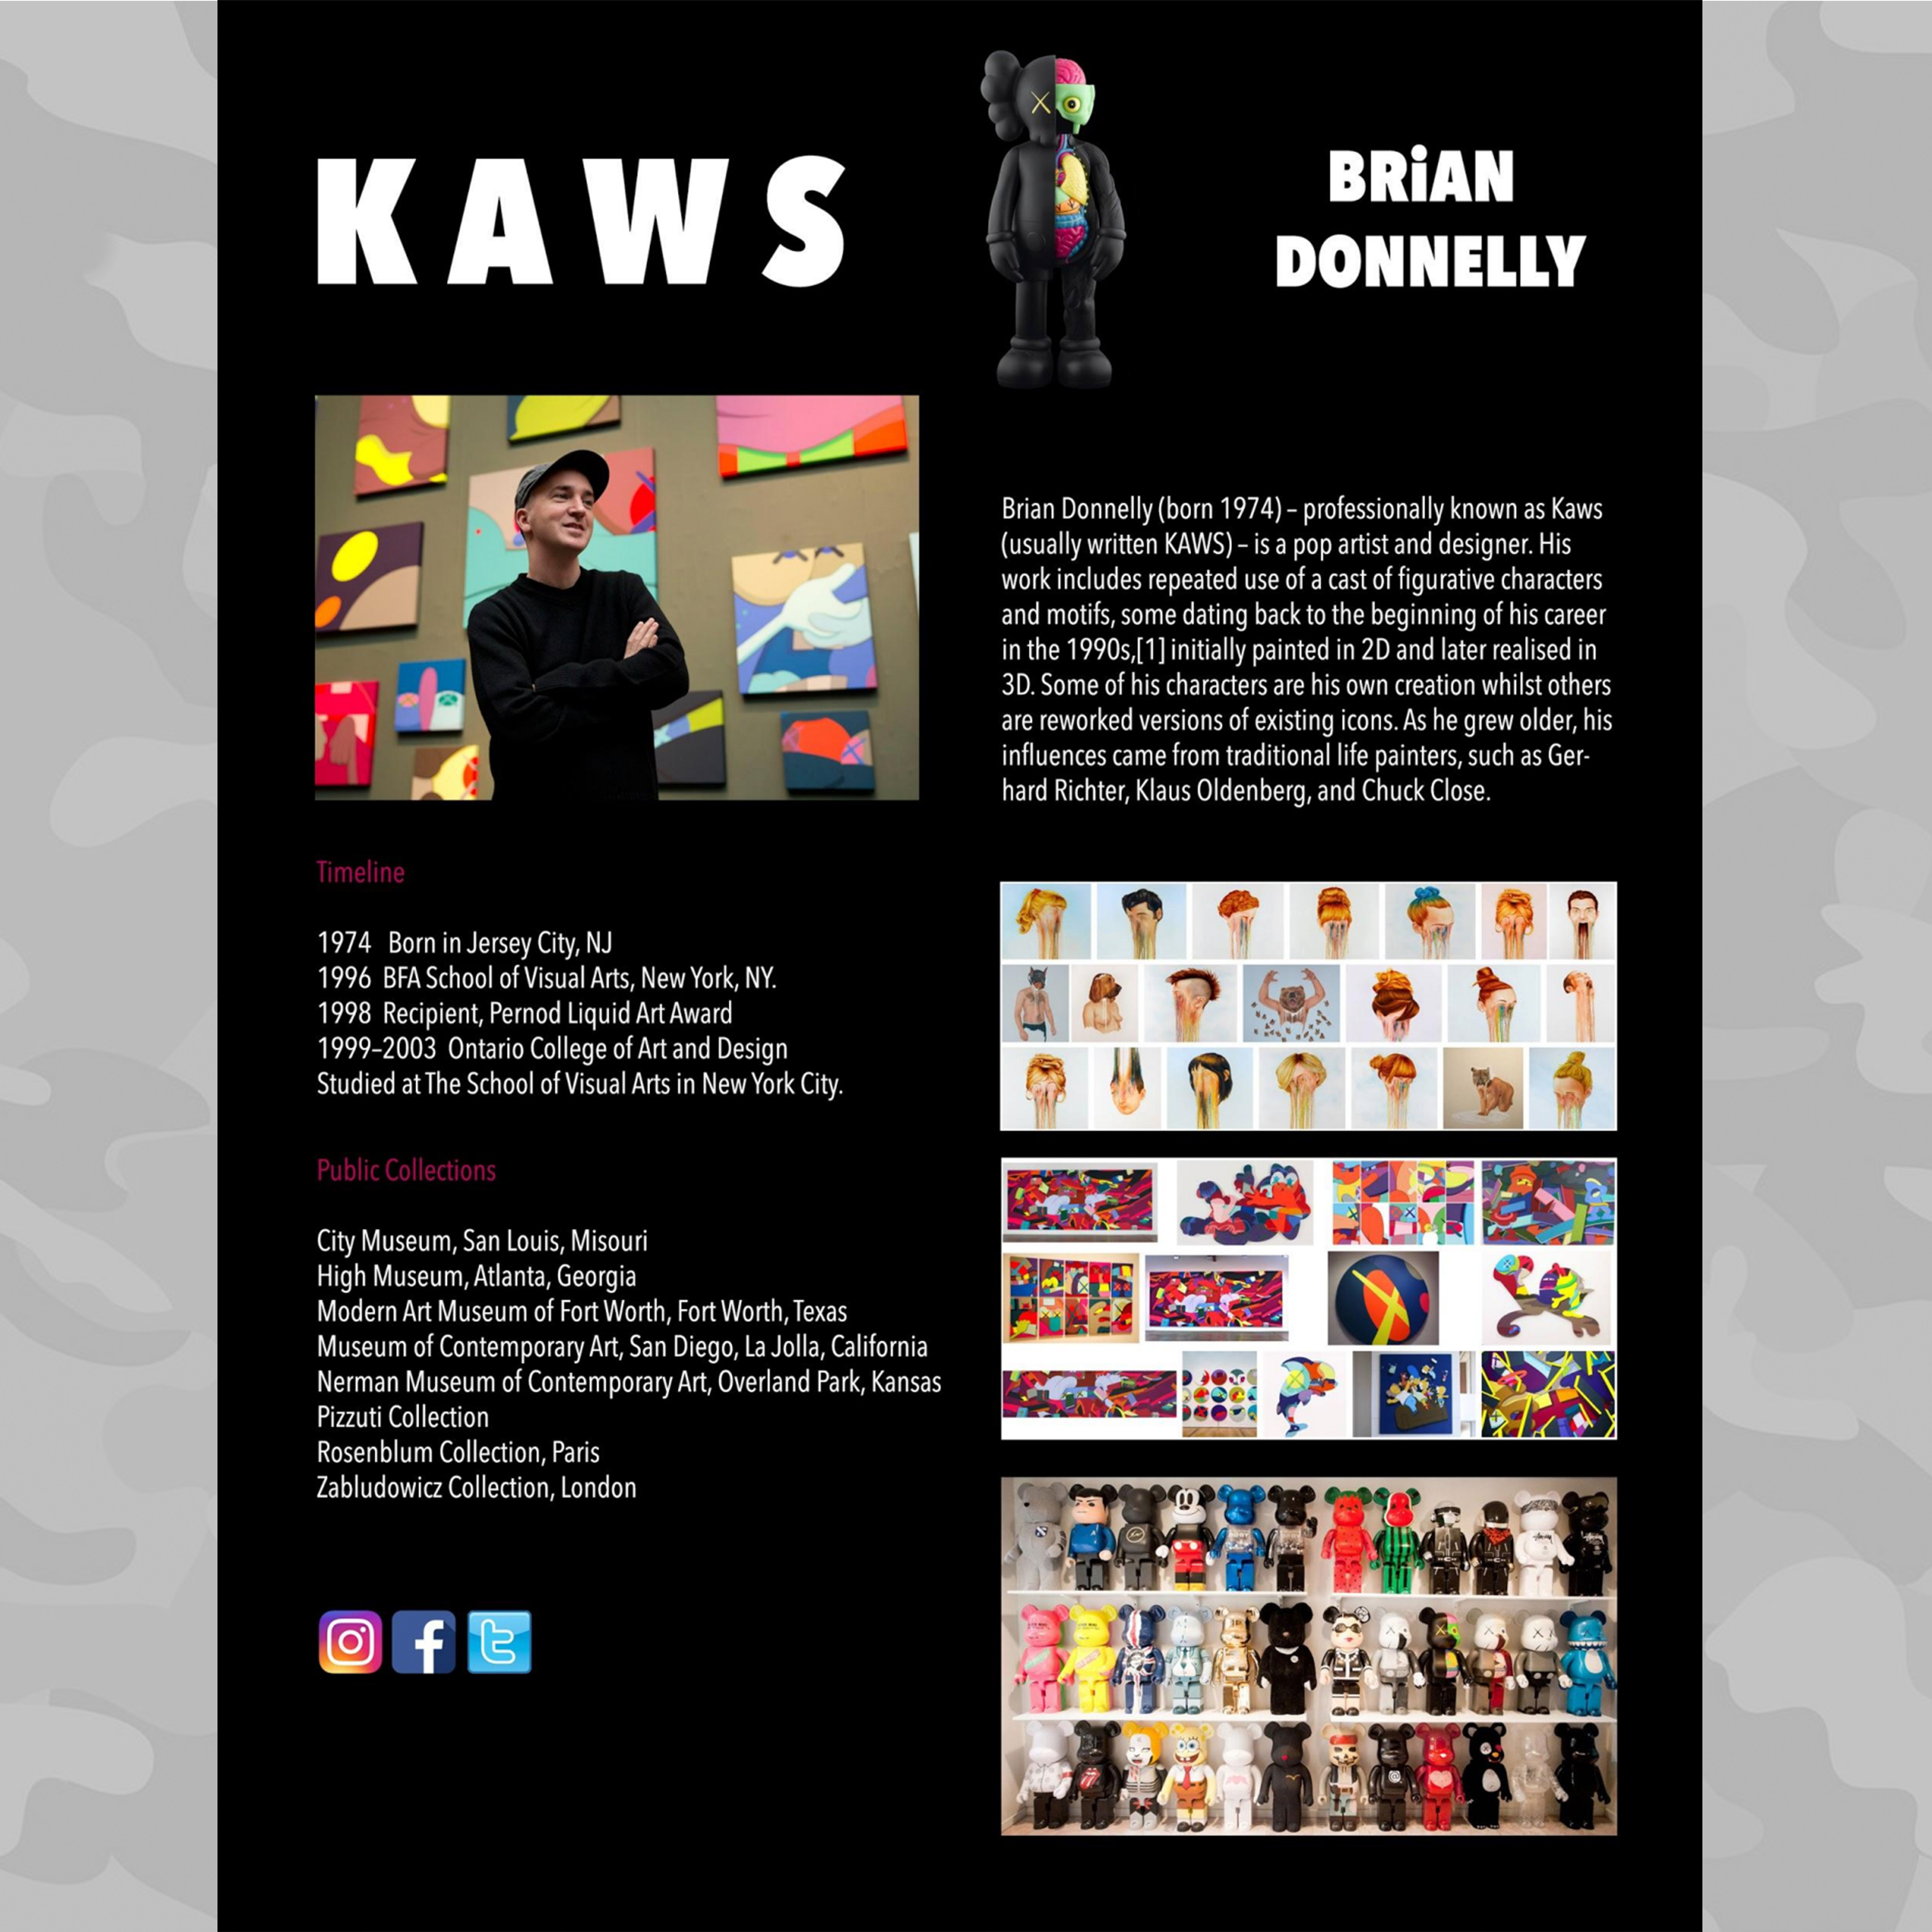 KAWS
BRiAN
DONNELLY
Brian Donnelly (born 1974) – professionally known as Kaws
(usually written KAWS) – is a pop artist and designer. His
work includes repeated use of a cast of figurative characters
and motifs, some dating back to the beginning of his career
in the 1990s,[1] initially painted in 2D and later realised in
3D. Some of his characters are his own creation whilst others
are reworked versions of existing icons. As he grew older, his
influences came from traditional life painters, such as Ger-
hard Richter, Klaus Oldenberg, and Chuck Close.
Timeline
1974 Born in Jersey City, NJ
1996 BFA School of Visual Arts, New York, NY.
1998 Recipient, Pernod Liquid Art Award
1999–2003 Ontario College of Art and Design
Studied at The School of Visual Arts in New York City.
Public Collections
City Museum, San Louis, Misouri
High Museum, Atlanta, Georgia
Modern Art Museum of Fort Worth, Fort Worth, Texas
Museum of Contemporary Art, San Diego, La Jolla, California
Nerman Museum of Contemporary Art, Overland Park, Kansas
Pizzuti Collection
Rosenblum Collection, Paris
Zabludowicz Collection, London